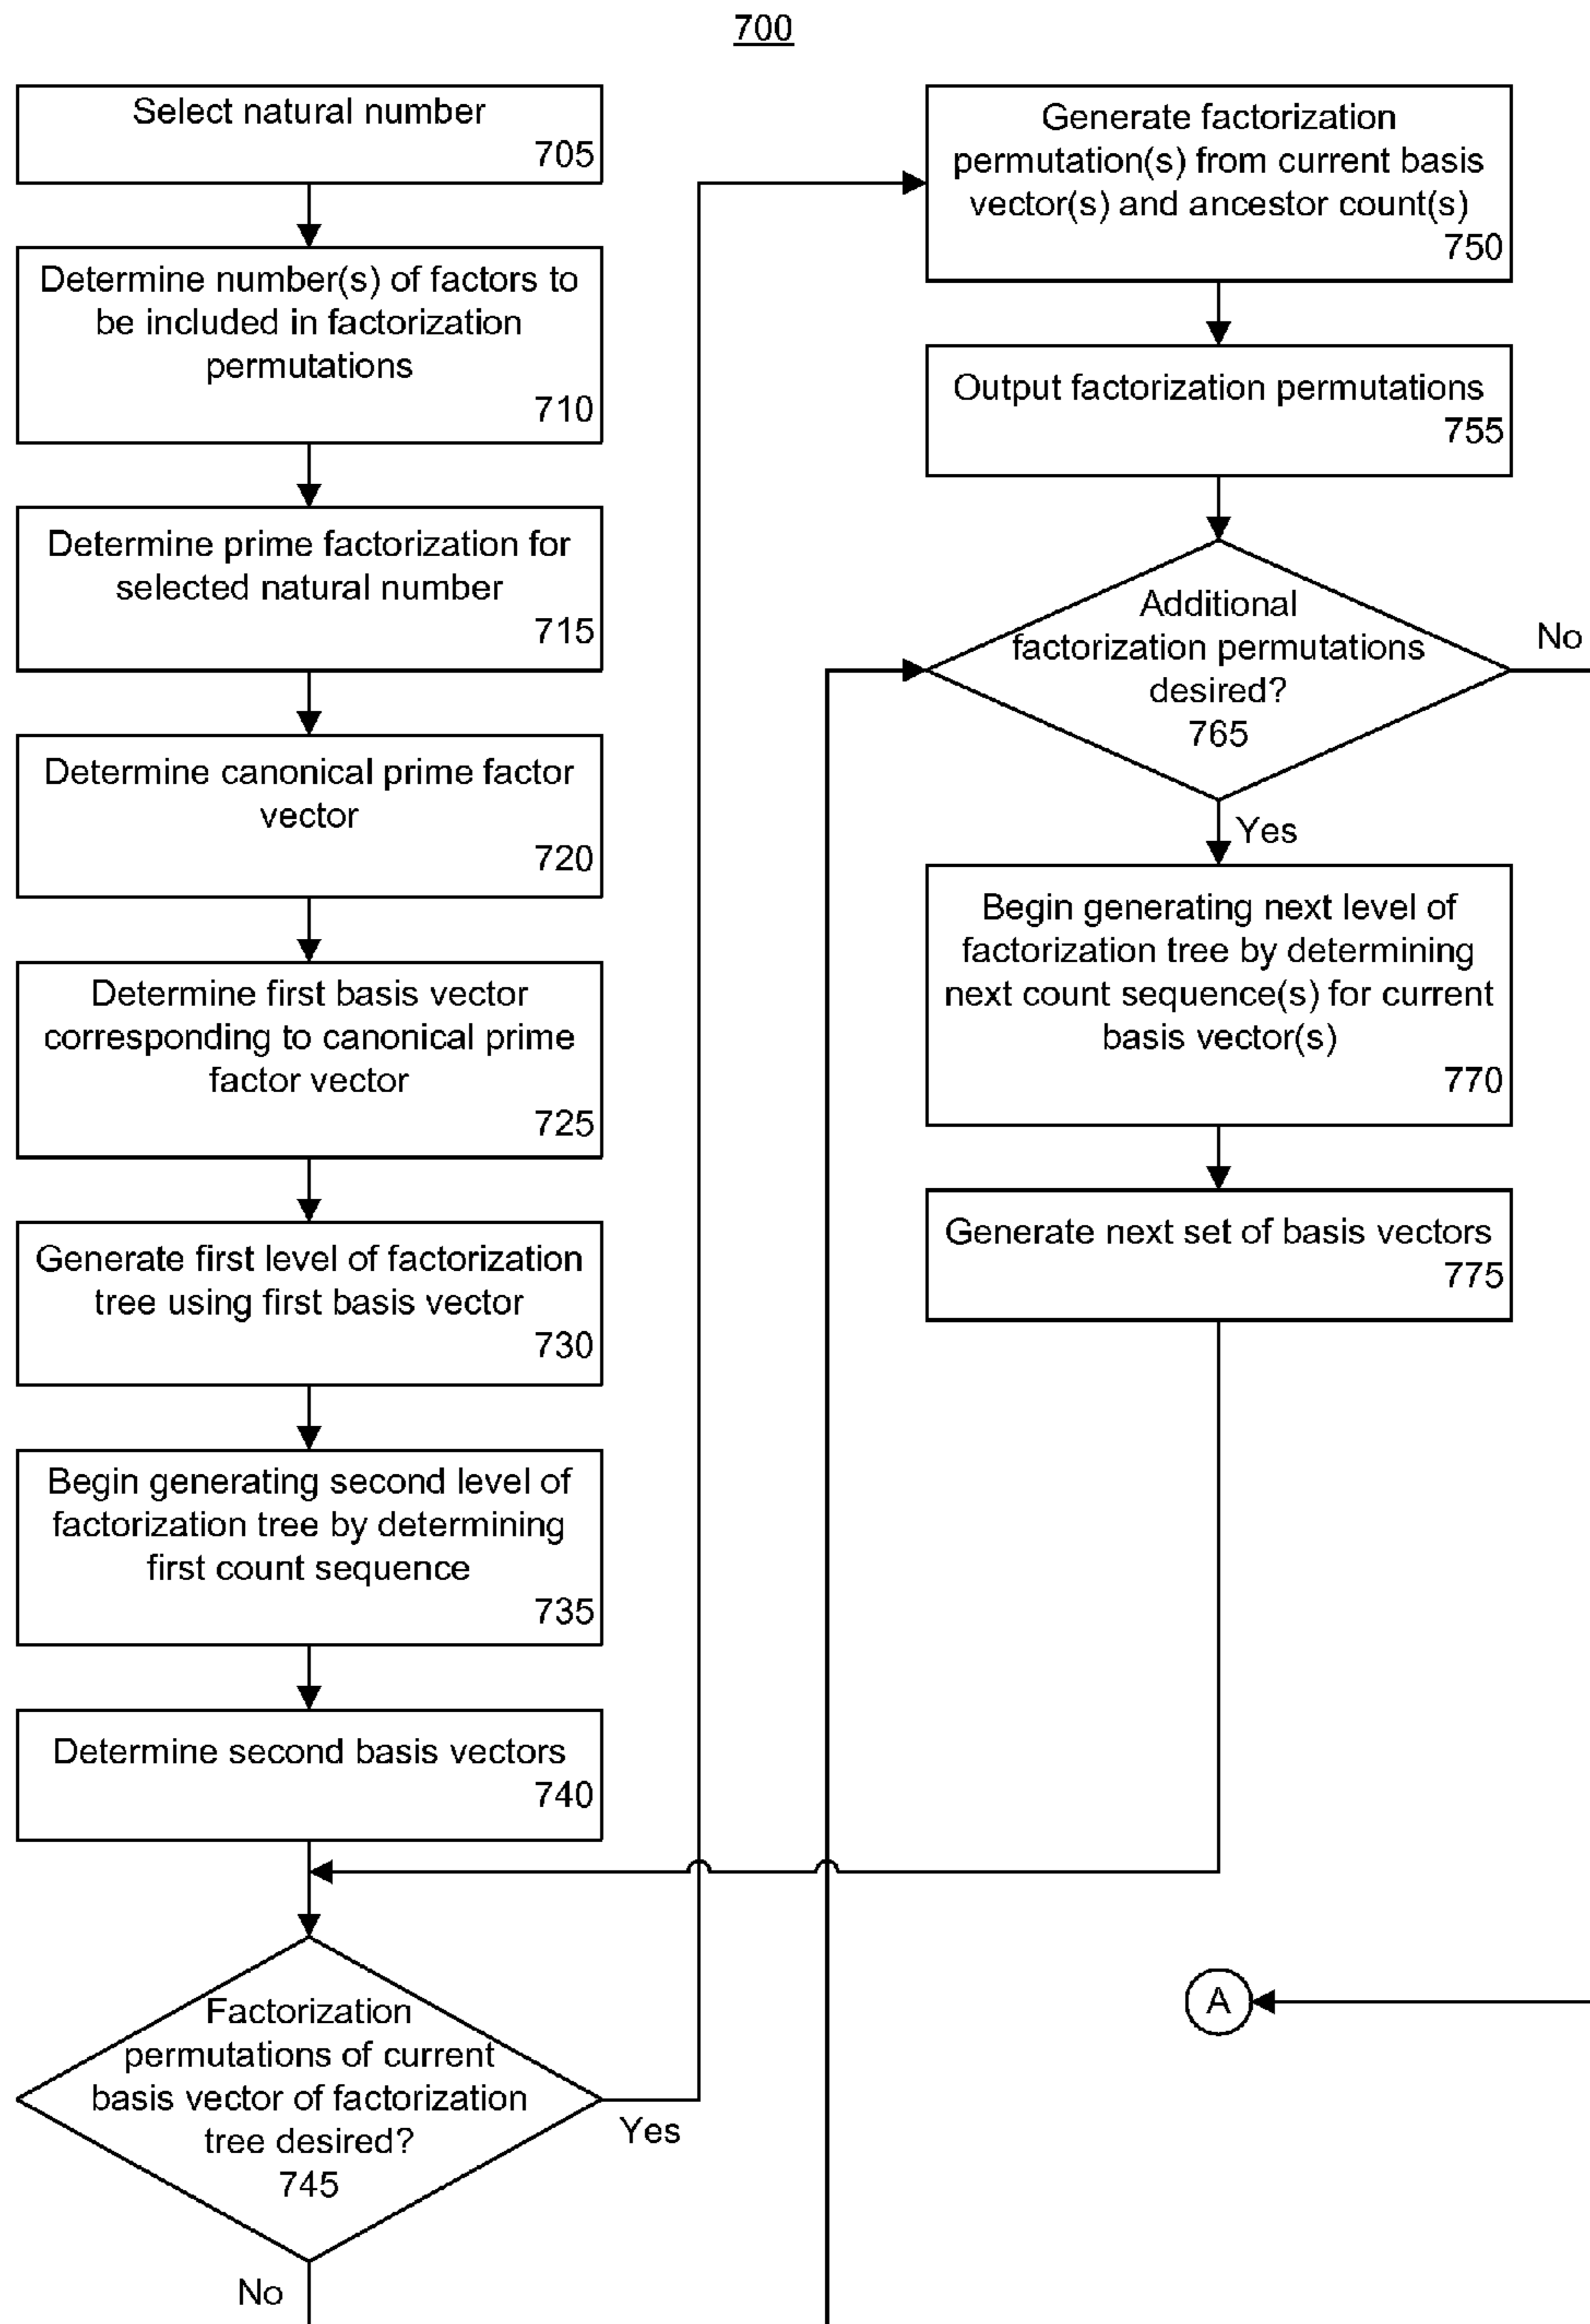 700
Select natural number
705
Determine number(s) of factors to
be included in factorization
permutations
710
Determine prime factorization for
selected natural number
715
Determine canonical prime factor
vector
720
Determine first basis vector
corresponding to canonical prime
factor vector
725
Generate first level of factorization
tree using first basis vector
730
Begin generating second level of
factorization tree by determining
first count sequence
735
Determine second basis vectors
740
Factorization
permutations of current
basis vector of factorization
tree desired?
745
Yes
No
Generate factorization
permutation(s) from current basis
vector(s) and ancestor count(s)
750
Output factorization permutations
755
Additional
factorization permutations
desired?
765
No
Yes
Begin generating next level of
factorization tree by determining
next count sequence(s) for current
basis vector(s)
770
Generate next set of basis vectors
775
A